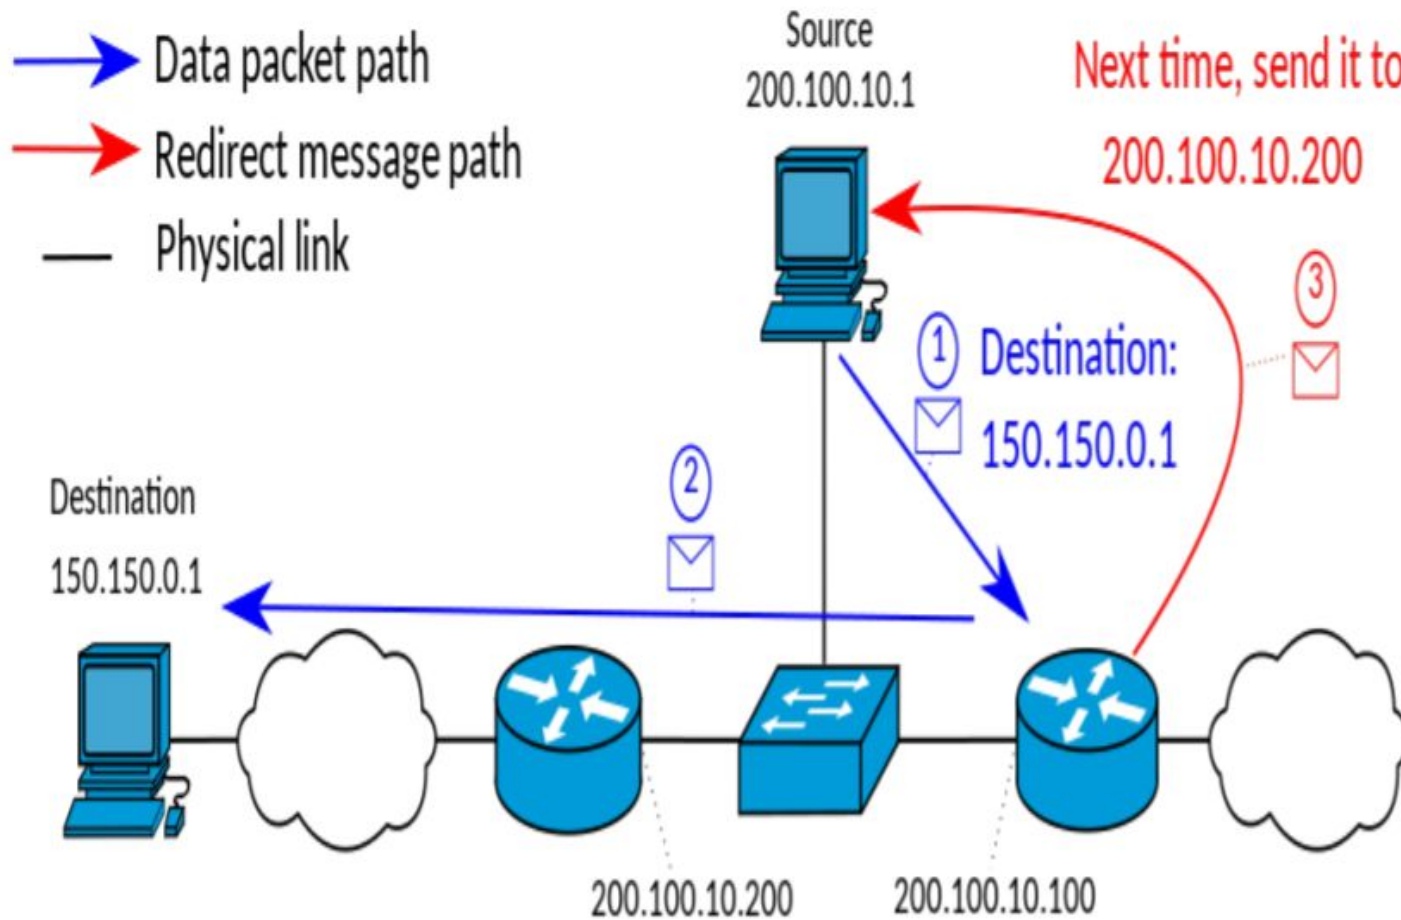 Data packet path
Redirect message path
Physical link
Source
200.100.10.1
Next time, send it to
200.100.10.200
3
1
Destination:
150.150.0.1
2
Destination
150.150.0.1
200.100.10.200
200.100.10.100